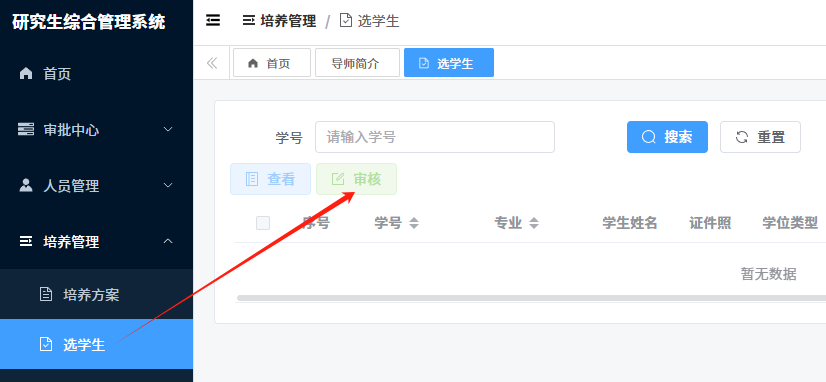 研究生综合管理系统
培养管理 / 选学生
首页
审批中心
人员管理
培养管理
培养方案
选学生
首页 导师简介 选学生
学号 请输入学号 搜索 重置
查看 审核
序号 学号 专业 学生姓名 证件照 学位类型
暂无数据